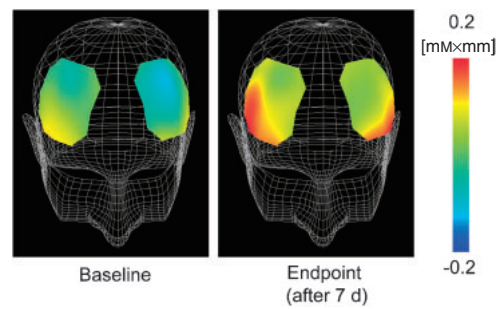 0.2
[mM×mm]
-0.2
Baseline
Endpoint
(after 7 d)